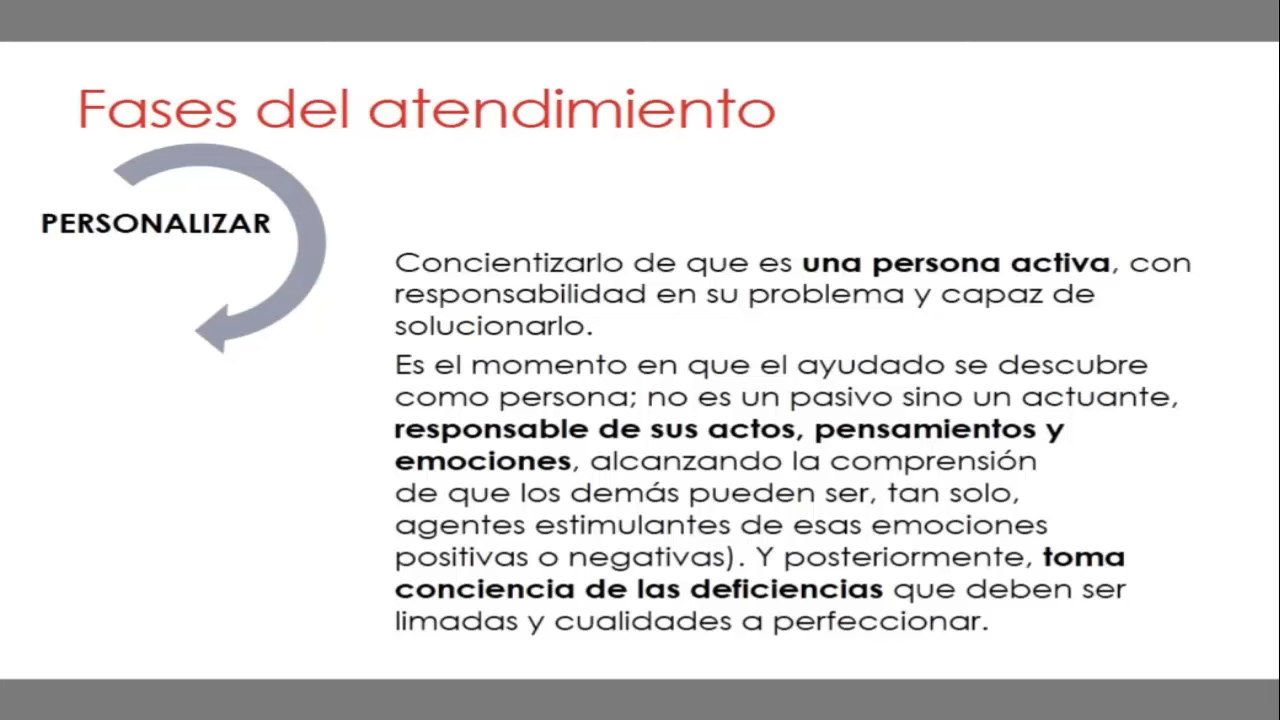 Fases del atendimiento
PERSONALIZAR
Concientizarlo de que es una persona activa, con
responsabilidad en su problema y capaz de
solucionarlo.
Es el momento en que el ayudado se descubre
como persona; no es un pasivo sino un actuante,
responsable de sus actos, pensamientos y
emociones, alcanzando la comprensión
de que los demás pueden ser, tan solo,
agentes estimulantes de esas emociones
positivas o negativas). Y posteriormente, toma
conciencia de las deficiencias que deben ser
limadas y cualidades a perfeccionar.